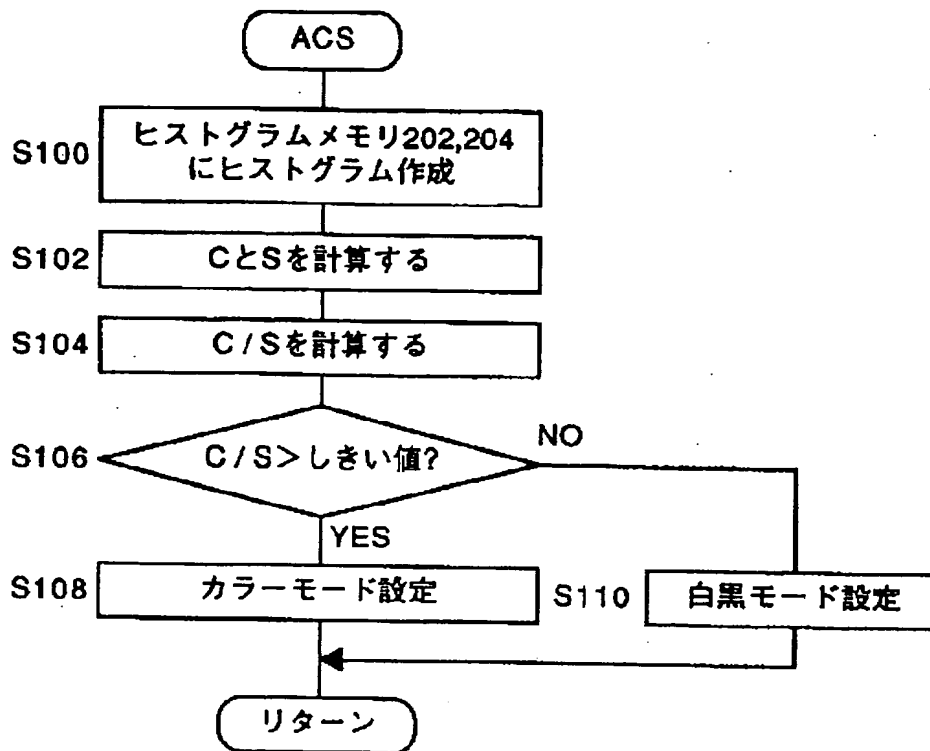 ACS
S100
ヒストグラムメモリ202,204
にヒストグラム作成
S102
CとSを計算する
S104
C/Sを計算する
S106
C/S>しきい値?
NO
YES
S108
カラーモード設定
S110
白黒モード設定
リターン